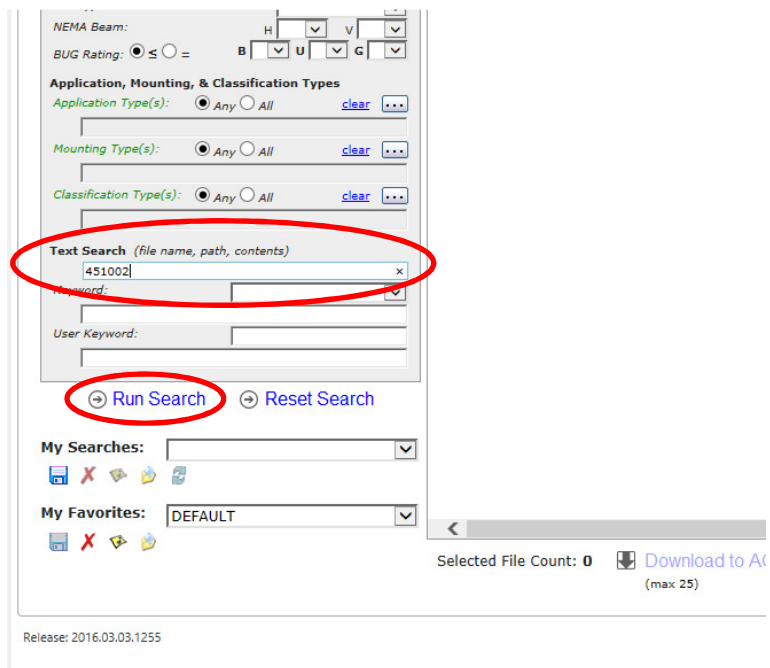 NEMA Beam: H V
BUG Rating: ≤ = B U G
Application, Mounting, & Classification Types
Application Type(s): Any All clear ...
Mounting Type(s): Any All clear ...
Classification Type(s): Any All clear ...
Text Search (file name, path, contents)
451002 ×
Keyword:
User Keyword:
Run Search Reset Search
My Searches:
My Favorites: DEFAULT
Selected File Count: 0 Download to
(max 25)
Release: 2016.03.03.1255